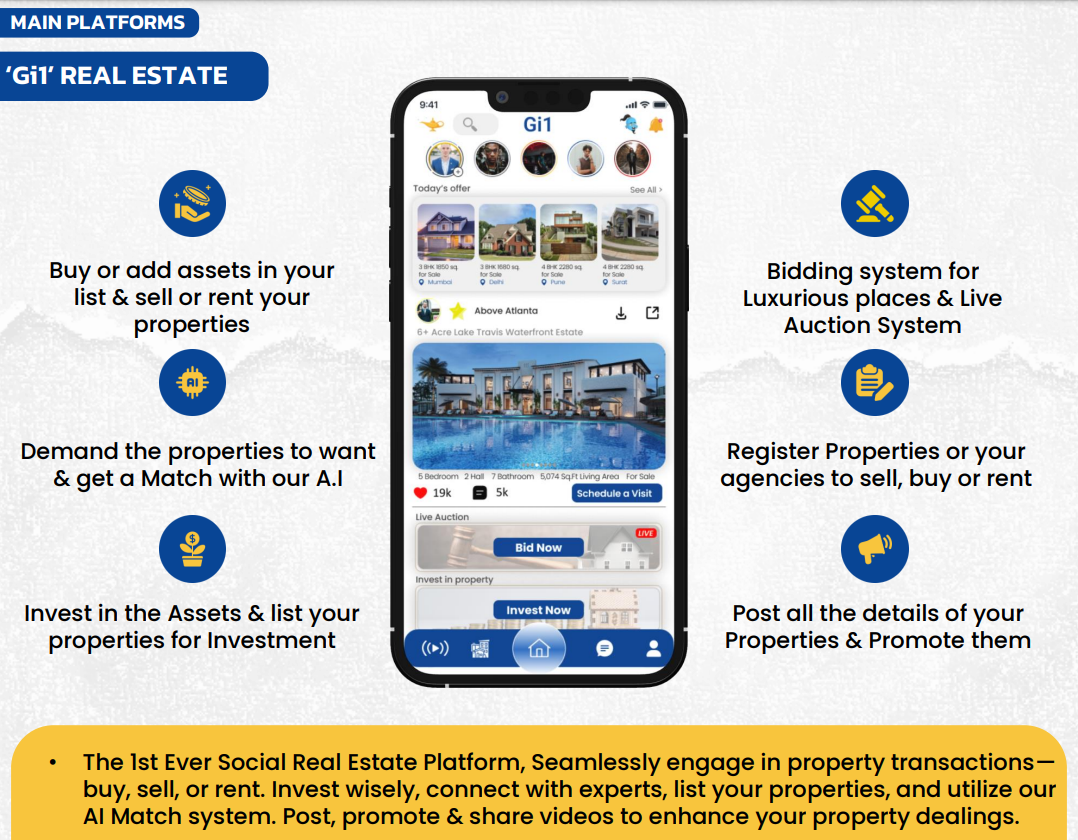 MAIN PLATFORMS
‘Gi1’ REAL ESTATE
Buy or add assets in your
list & sell or rent your
properties
Demand the properties to want
& get a Match with our A.I
Invest in the Assets & list your
properties for Investment
9:41
Gi1
Today's offer
See All >
3 BHK 1850 sq.
for Sale
Mumbai
3 BHK 1680 sq.
for Sale
Delhi
4 BHK 2280 sq.
for Sale
Pune
4 BHK 2280 sq.
for Sale
Surat
Above Atlanta
6+ Acre Lake Travis Waterfront Estate
5 Bedroom 2 Hall 7 Bathroom 5,074 Sq.Ft Living Area For Sale
19k
5k
Schedule a Visit
Live Auction
LIVE
Bid Now
Invest in property
Invest Now
AI
Bidding system for
Luxurious places & Live
Auction System
Register Properties or your
agencies to sell, buy or rent
Post all the details of your
Properties & Promote them
• The 1st Ever Social Real Estate Platform, Seamlessly engage in property transactions—
buy, sell, or rent. Invest wisely, connect with experts, list your properties, and utilize our
AI Match system. Post, promote & share videos to enhance your property dealings.